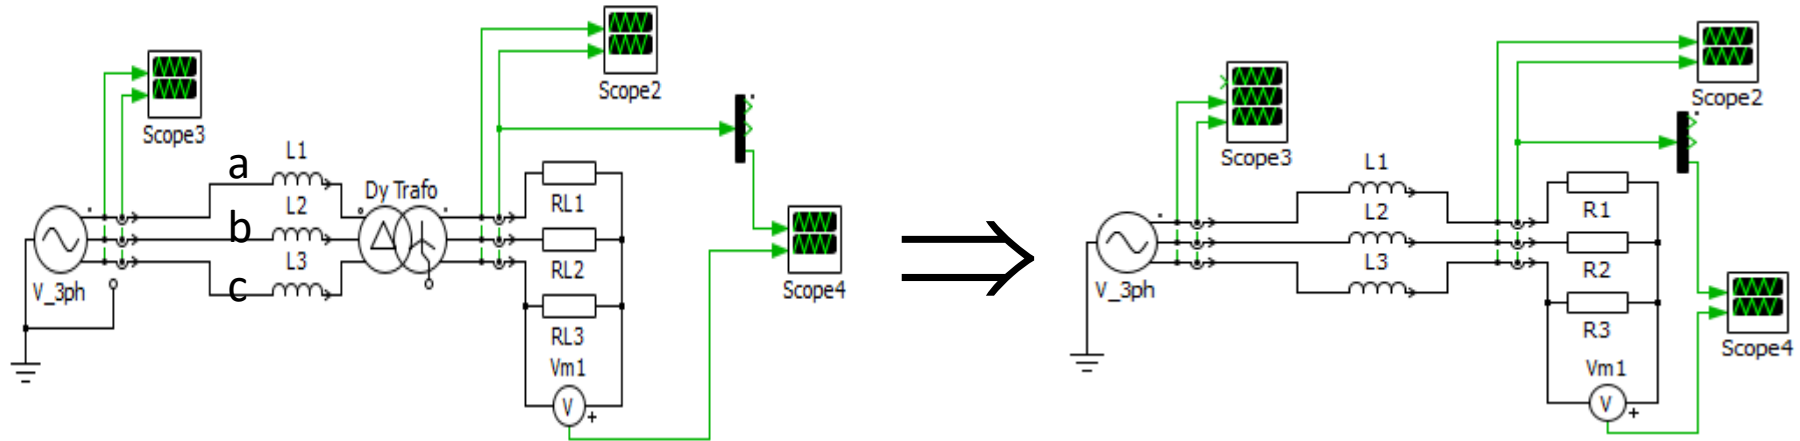 Scope3
Scope2
Scope4
V_3ph
a
b
c
L1
L2
L3
Dy Trafo
RL1
RL2
RL3
Vm1
V
+
Scope3
Scope2
Scope4
V_3ph
L1
L2
L3
R1
R2
R3
Vm1
V
+